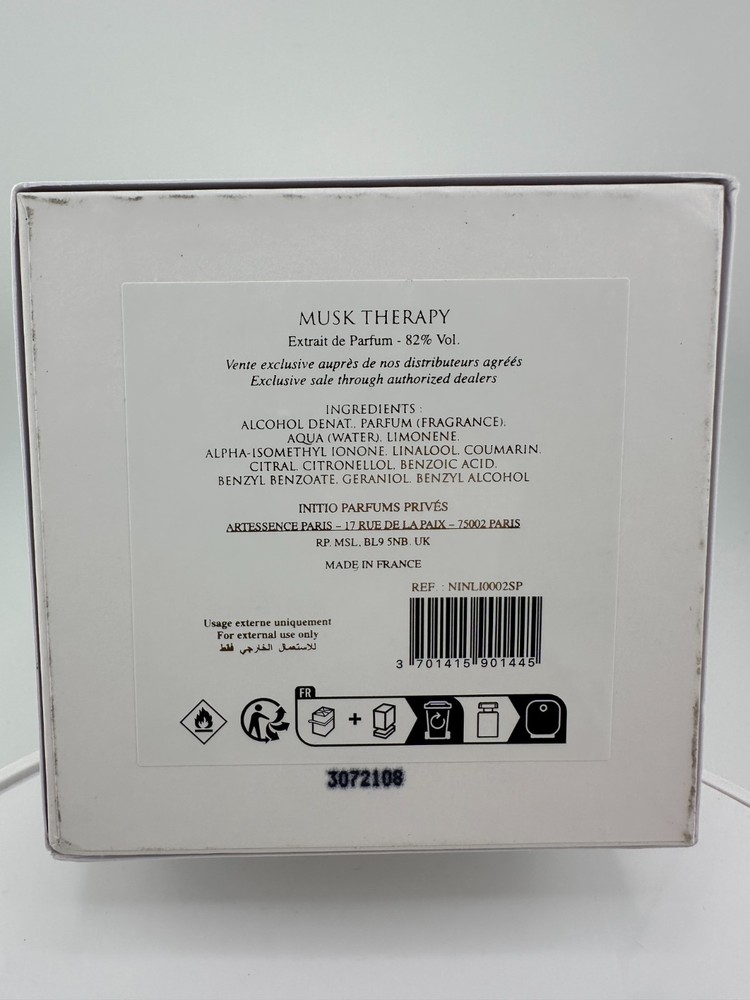 MUSK THERAPY
Extrait de Parfum - 82% Vol.
Vente exclusive auprès de nos distributeurs agréés
Exclusive sale through authorized dealers
INGREDIENTS :
ALCOHOL DENAT., PARFUM (FRAGRANCE),
AQUA (WATER), LIMONENE,
ALPHA-ISOMETHYL IONONE, LINALOOL, COUMARIN,
CITRAL, CITRONELLOL, BENZOIC ACID,
BENZYL BENZOATE, GERANIOL, BENZYL ALCOHOL
INITIO PARFUMS PRIVÉS
ARTESSENCE PARIS – 17 RUE DE LA PAIX – 75002 PARIS
RP. MSL, BL9 5NB. UK
MADE IN FRANCE
REF. : NINLI0002SP
Usage externe uniquement
For external use only
للاستعمال الخارجي فقط
3 701415 901445
FR
3072108